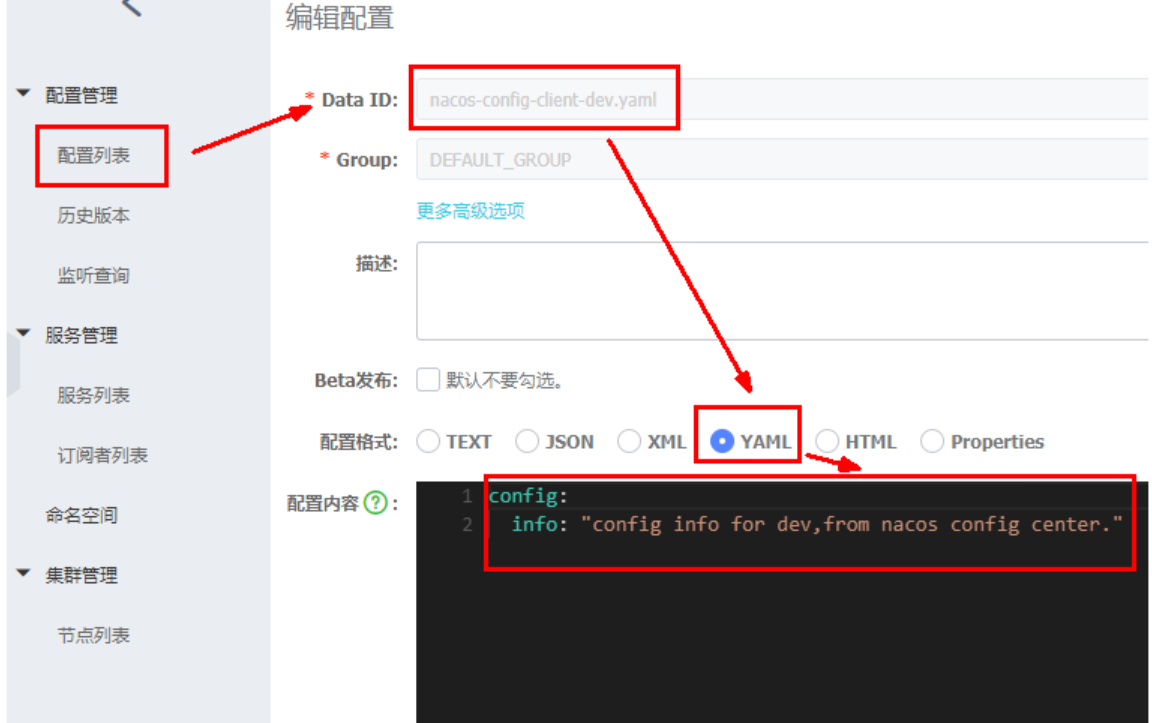 编辑配置
配置管理
配置列表
历史版本
监听查询
服务管理
服务列表
订阅者列表
命名空间
集群管理
节点列表
* Data ID: nacos-config-client-dev.yaml
* Group: DEFAULT_GROUP
更多高级选项
描述:
Beta发布: 默认不要勾选。
配置格式: TEXT JSON XML YAML HTML Properties
配置内容 ? :
1 config:
2 info: "config info for dev,from nacos config center."